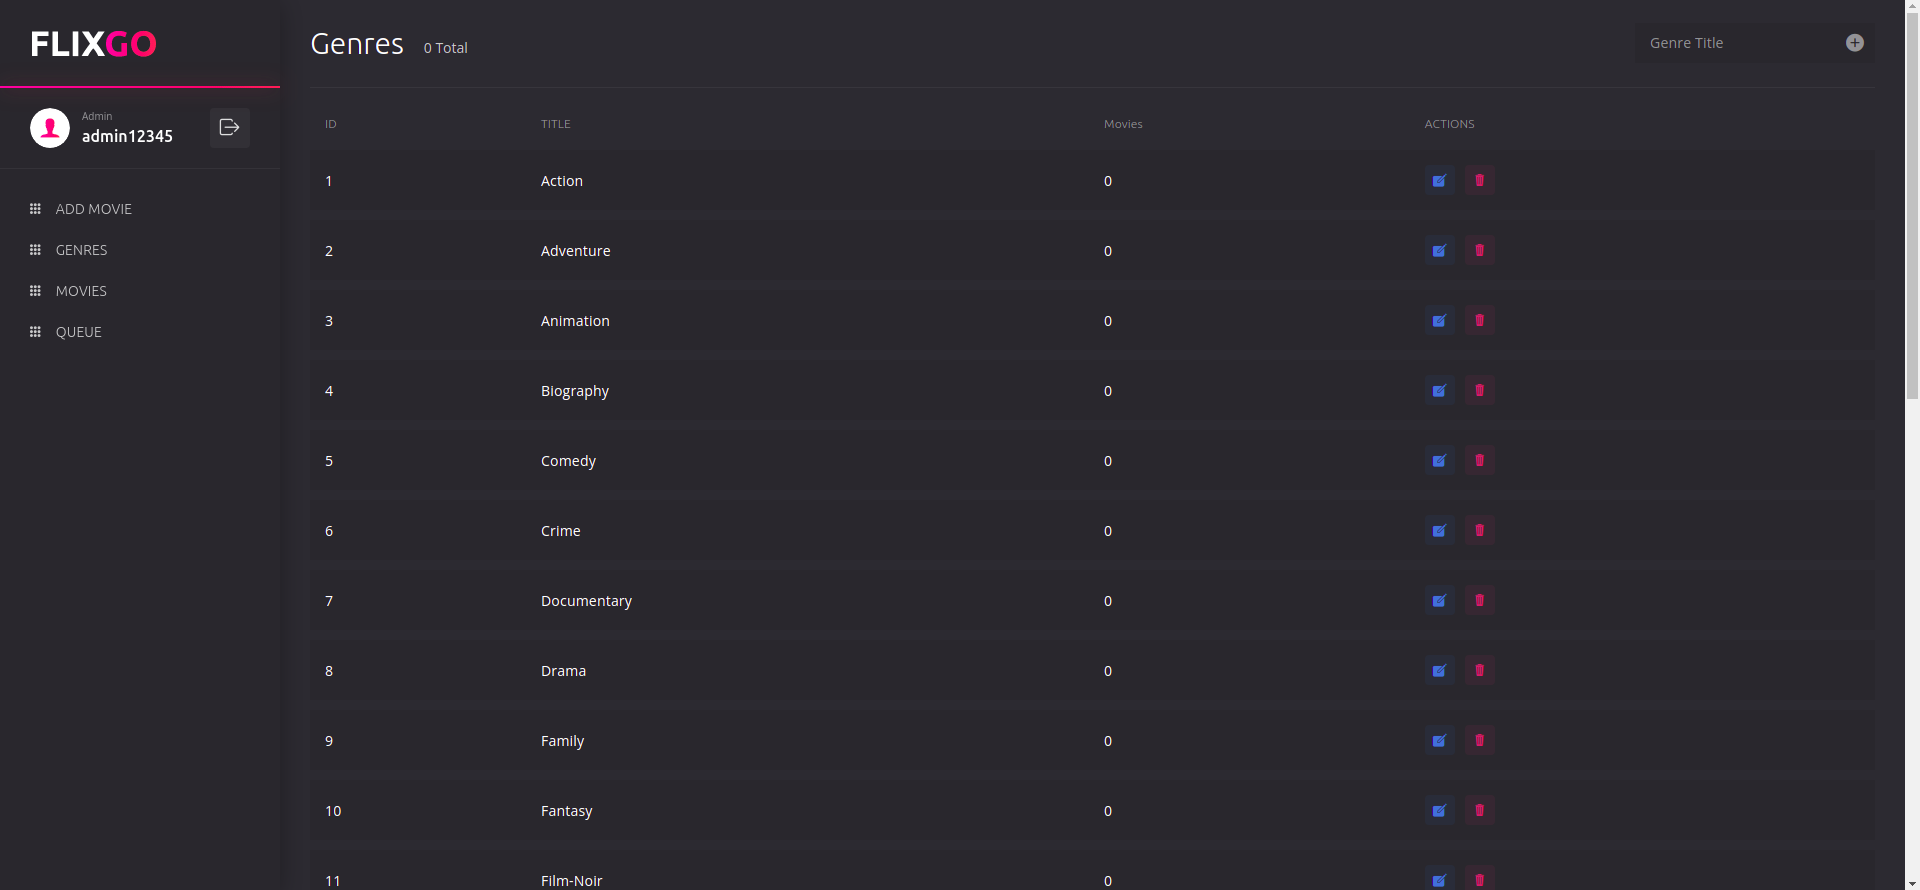 FLIXGO
Admin
admin12345
ADD MOVIE
GENRES
MOVIES
QUEUE
Genres 0 Total
Genre Title
ID TITLE Movies ACTIONS
1 Action 0
2 Adventure 0
3 Animation 0
4 Biography 0
5 Comedy 0
6 Crime 0
7 Documentary 0
8 Drama 0
9 Family 0
10 Fantasy 0
11 Film-Noir 0